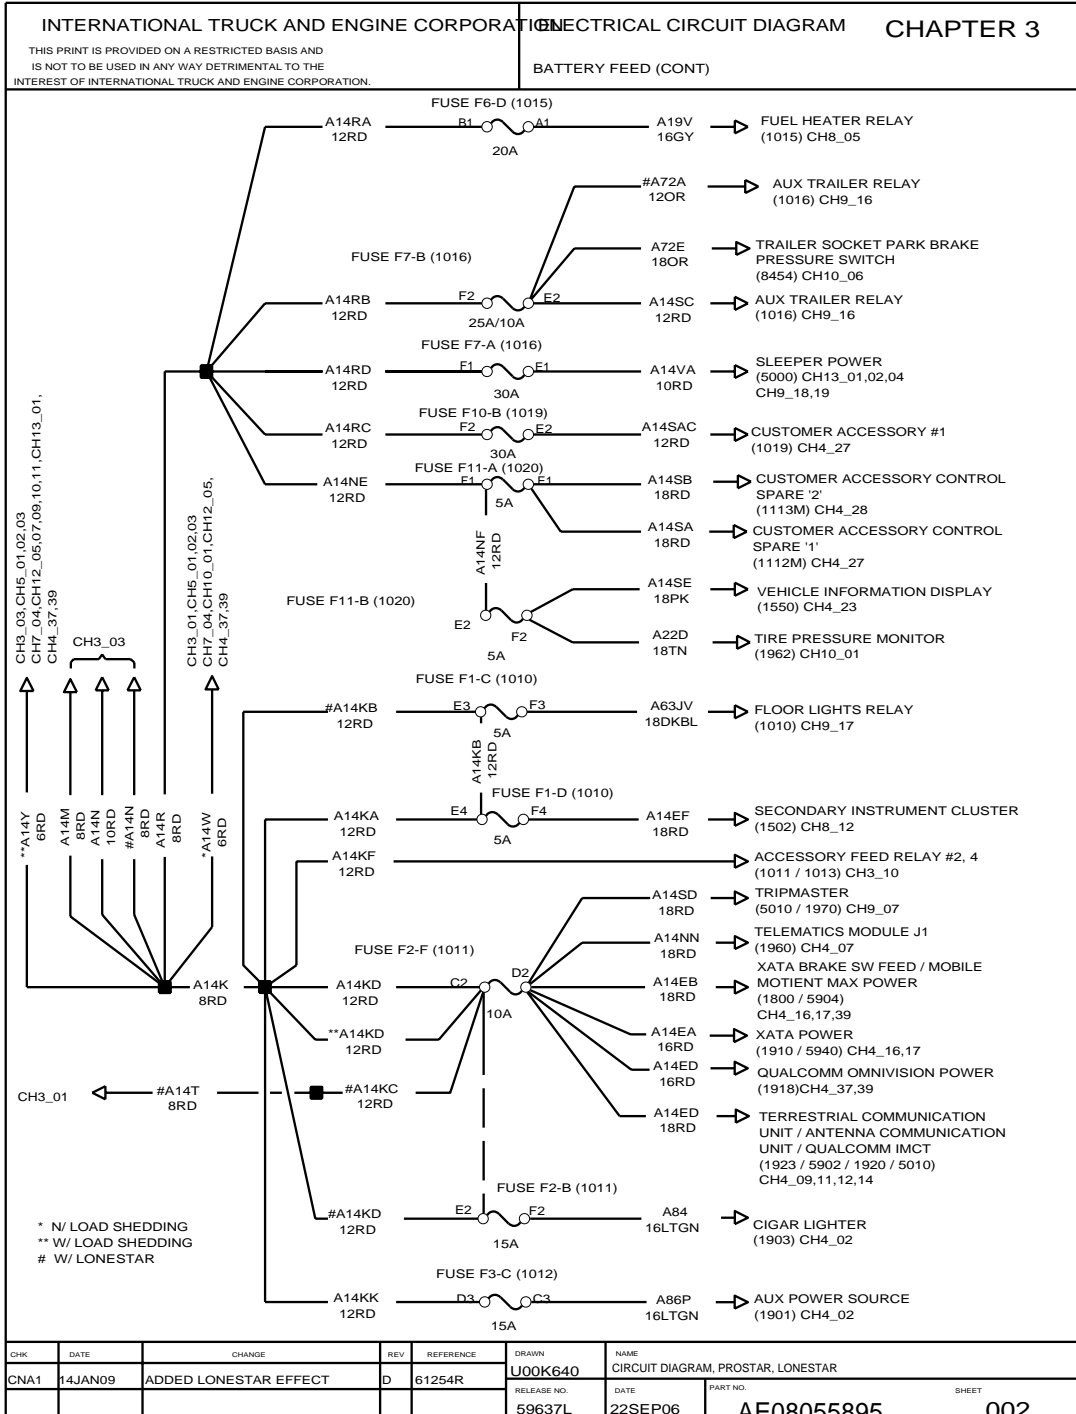 INTERNATIONAL TRUCK AND ENGINE CORPORATION
ELECTRICAL CIRCUIT DIAGRAM
CHAPTER 3
THIS PRINT IS PROVIDED ON A RESTRICTED BASIS AND
IS NOT TO BE USED IN ANY WAY DETRIMENTAL TO THE
INTEREST OF INTERNATIONAL TRUCK AND ENGINE CORPORATION.
BATTERY FEED (CONT)
FUSE F6-D (1015)
A14RA
12RD
B1
A1
20A
A19V
16GY
FUEL HEATER RELAY
(1015) CH8_05
#A72A
12OR
AUX TRAILER RELAY
(1016) CH9_16
A72E
18OR
TRAILER SOCKET PARK BRAKE
PRESSURE SWITCH
(8454) CH10_06
FUSE F7-B (1016)
A14RB
12RD
F2
E2
25A/10A
A14SC
12RD
AUX TRAILER RELAY
(1016) CH9_16
FUSE F7-A (1016)
A14RD
12RD
F1
E1
30A
A14VA
10RD
SLEEPER POWER
(5000) CH13_01,02,04
CH9_18,19
FUSE F10-B (1019)
A14RC
12RD
F2
E2
30A
A14SAC
12RD
CUSTOMER ACCESSORY #1
(1019) CH4_27
FUSE F11-A (1020)
A14NE
12RD
F1
E1
5A
A14SB
18RD
CUSTOMER ACCESSORY CONTROL
SPARE '2'
(1113M) CH4_28
A14SA
18RD
CUSTOMER ACCESSORY CONTROL
SPARE '1'
(1112M) CH4_27
A14NF
12RD
FUSE F11-B (1020)
E2
F2
5A
A14SE
18PK
VEHICLE INFORMATION DISPLAY
(1550) CH4_23
A22D
18TN
TIRE PRESSURE MONITOR
(1962) CH10_01
CH3_03,CH5_01,02,03
CH7_04,CH12_05,07,09,10,11,CH13_01,
CH4_37,39
CH3_03
CH3_01,CH5_01,02,03
CH7_04,CH10_01,CH12_05,
CH4_37,39
FUSE F1-C (1010)
#A14KB
12RD
E3
F3
5A
A63JV
18DKBL
FLOOR LIGHTS RELAY
(1010) CH9_17
A14KB
12RD
FUSE F1-D (1010)
A14KA
12RD
E4
F4
5A
A14EF
18RD
SECONDARY INSTRUMENT CLUSTER
(1502) CH8_12
**A14Y
6RD
A14M
8RD
A14N
10RD
#A14N
8RD
A14R
8RD
*A14W
6RD
A14KF
12RD
ACCESSORY FEED RELAY #2, 4
(1011 / 1013) CH3_10
A14SD
18RD
TRIPMASTER
(5010 / 1970) CH9_07
A14NN
18RD
TELEMATICS MODULE J1
(1960) CH4_07
FUSE F2-F (1011)
A14K
8RD
A14KD
12RD
C2
D2
10A
A14EB
18RD
XATA BRAKE SW FEED / MOBILE
MOTIENT MAX POWER
(1800 / 5904)
CH4_16,17,39
**A14KD
12RD
A14EA
16RD
XATA POWER
(1910 / 5940) CH4_16,17
A14ED
16RD
QUALCOMM OMNIVISION POWER
(1918)CH4_37,39
CH3_01
#A14T
8RD
#A14KC
12RD
A14ED
18RD
TERRESTRIAL COMMUNICATION
UNIT / ANTENNA COMMUNICATION
UNIT / QUALCOMM IMCT
(1923 / 5902 / 1920 / 5010)
CH4_09,11,12,14
FUSE F2-B (1011)
#A14KD
12RD
E2
F2
15A
A84
16LTGN
CIGAR LIGHTER
(1903) CH4_02
* N/ LOAD SHEDDING
** W/ LOAD SHEDDING
# W/ LONESTAR
FUSE F3-C (1012)
A14KK
12RD
D3
C3
15A
A86P
16LTGN
AUX POWER SOURCE
(1901) CH4_02
CHK DATE CHANGE REV REFERENCE
CNA1 14JAN09 ADDED LONESTAR EFFECT D 61254R
DRAWN
U00K640
NAME
CIRCUIT DIAGRAM, PROSTAR, LONESTAR
RELEASE NO.
59637L
DATE
22SEP06
PART NO.
AE08055895
SHEET
002